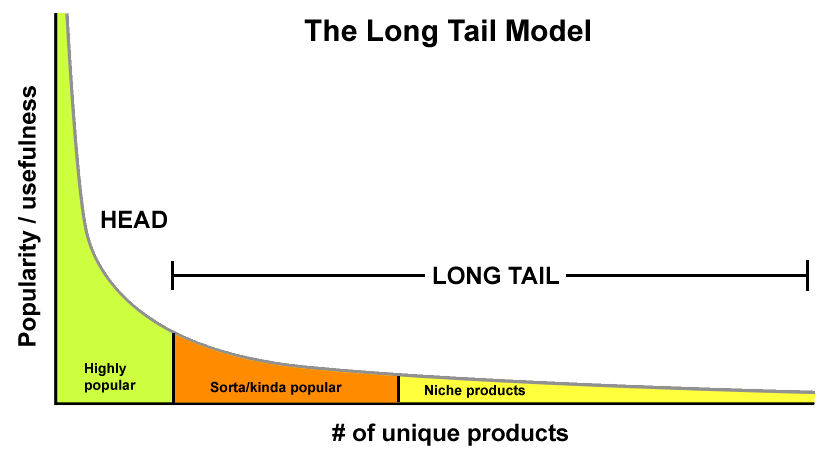 The Long Tail Model
Popularity / usefulness
HEAD
LONG TAIL
Highly
popular
Sorta/kinda popular
Niche products
# of unique products